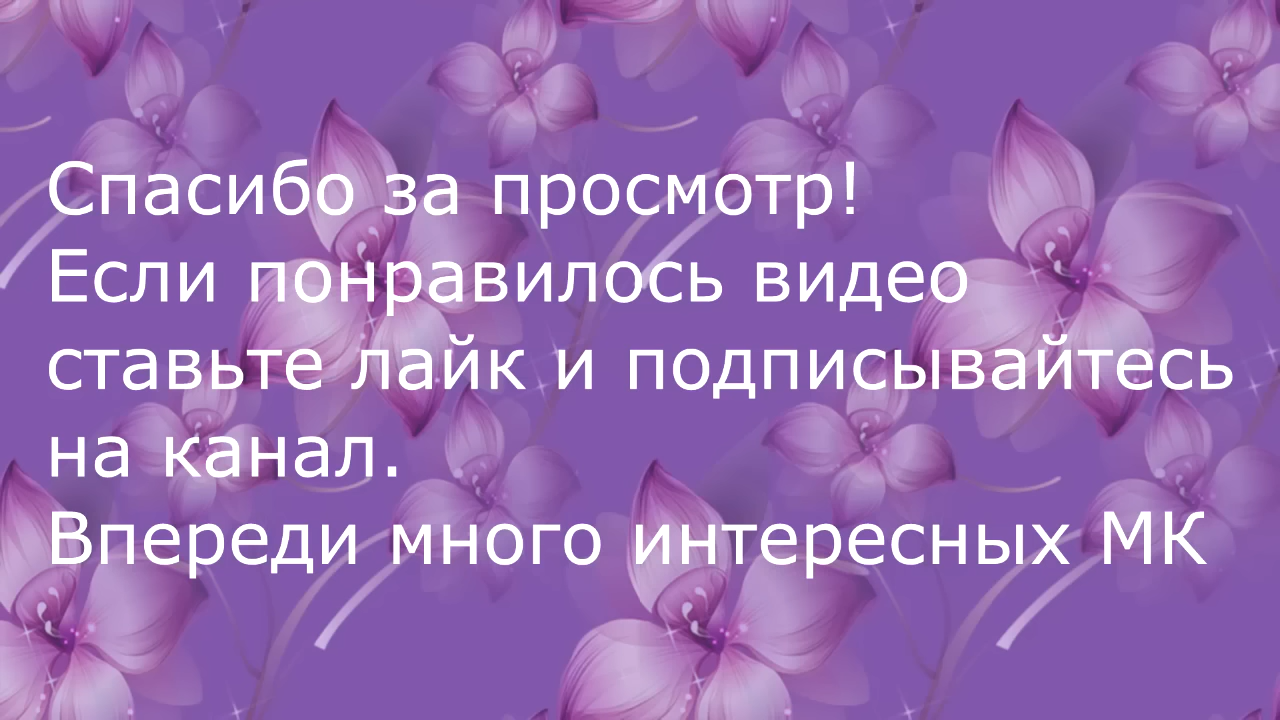 Спасибо за просмотр!
Если понравилось видео
ставьте лайк и подписывайтесь
на канал.
Впереди много интересных МК